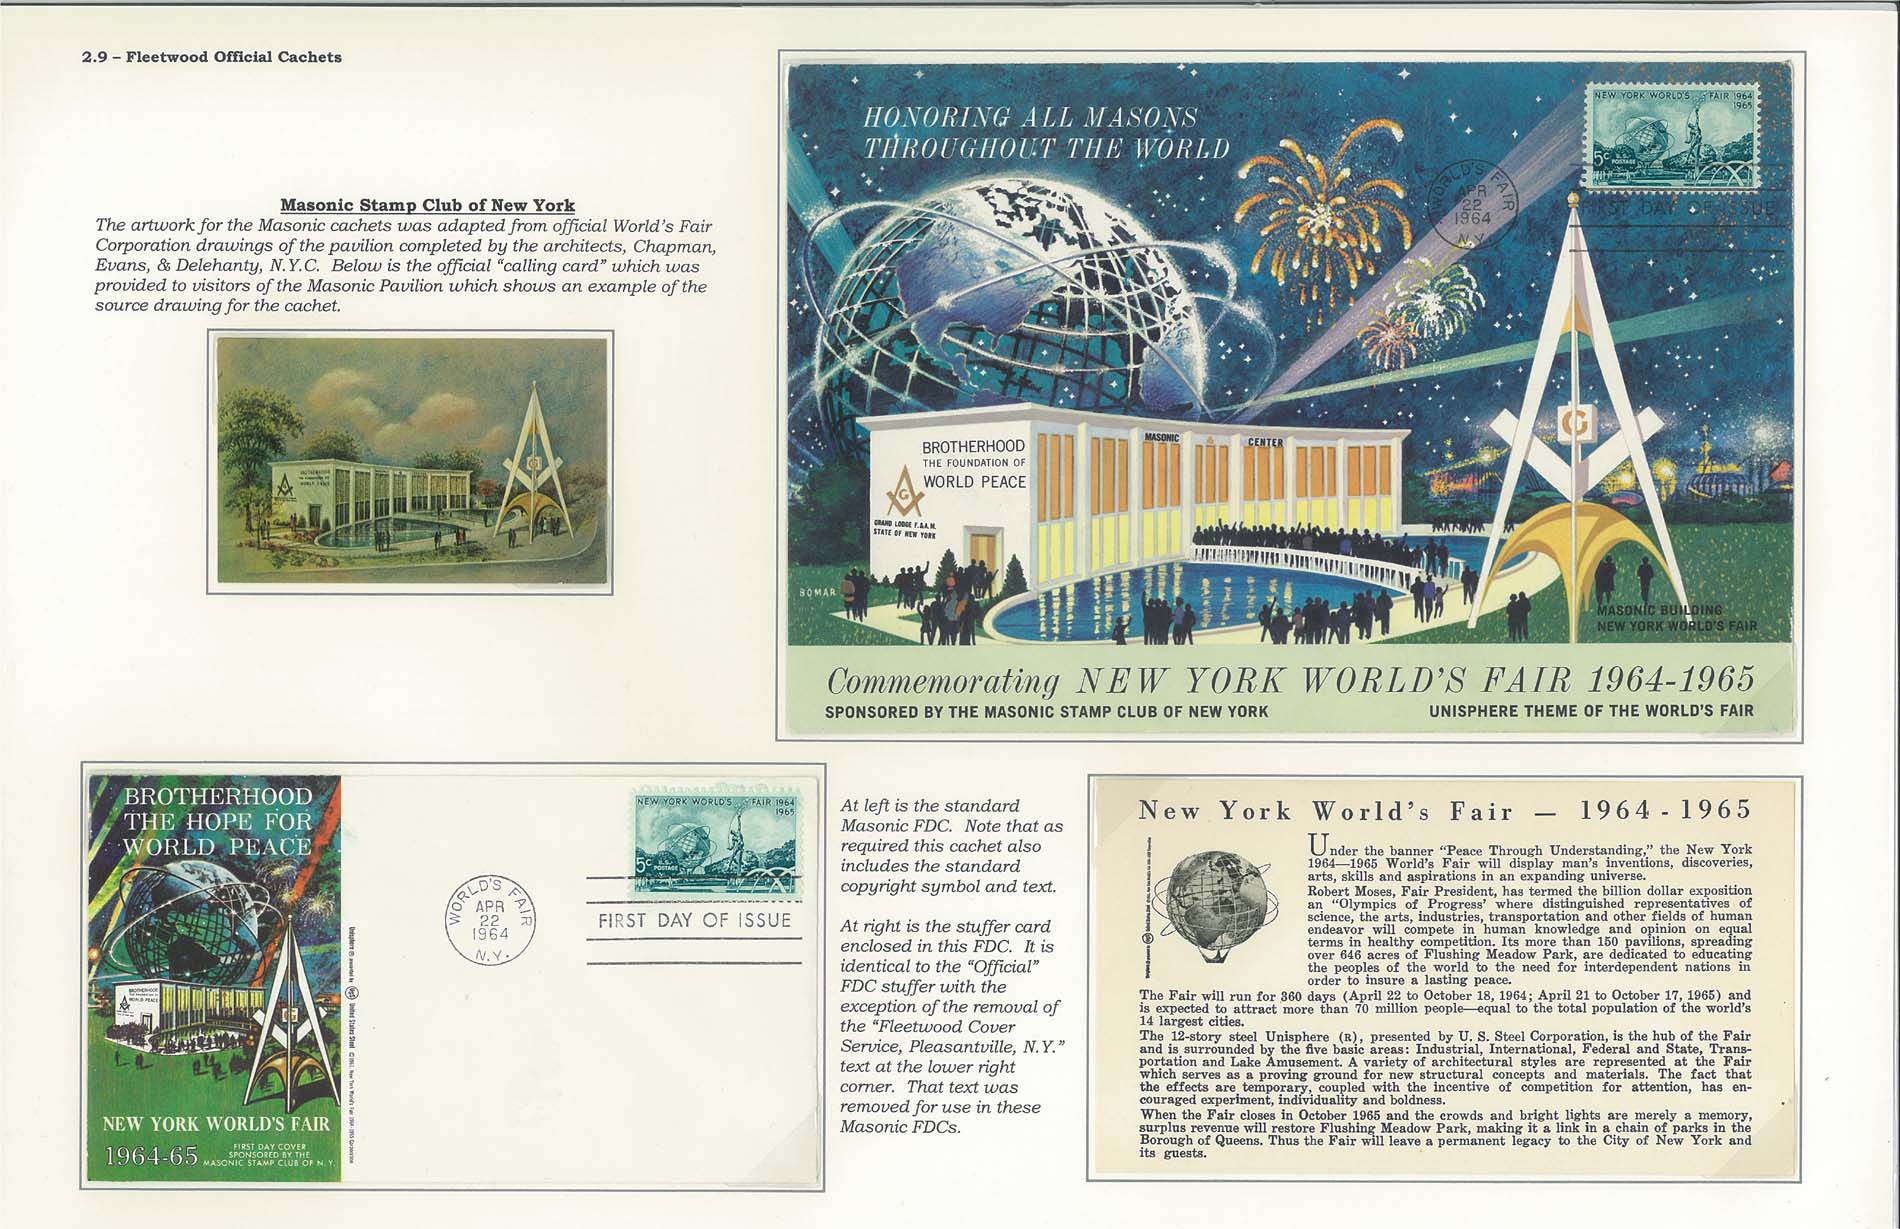 2.9 – Fleetwood Official Cachets
Masonic Stamp Club of New York
The artwork for the Masonic cachets was adapted from official World's Fair
Corporation drawings of the pavilion completed by the architects, Chapman,
Evans, & Delehanty, N.Y.C.  Below is the official "calling card" which was
provided to visitors of the Masonic Pavilion which shows an example of the
source drawing for the cachet.
BROTHERHOOD
WORLD PEACE
G
HONORING ALL MASONS
THROUGHOUT THE WORLD
NEW YORK WORLD'S FAIR 1964
1965
5c U.S.
POSTAGE
WORLD'S FAIR
APR
22
1964
N.Y.
FIRST DAY OF ISSUE
BROTHERHOOD
THE FOUNDATION OF
WORLD PEACE
G
GRAND LODGE F.&A.M.
STATE OF NEW YORK
MASONIC CENTER
G
BOMAR
MASONIC BUILDING
NEW YORK WORLD'S FAIR
Commemorating NEW YORK WORLD'S FAIR 1964-1965
SPONSORED BY THE MASONIC STAMP CLUB OF NEW YORK
UNISPHERE THEME OF THE WORLD'S FAIR
BROTHERHOOD
THE HOPE FOR
WORLD PEACE
BROTHERHOOD
THE FOUNDATION OF
WORLD PEACE
G
NEW YORK WORLD'S FAIR
1964-65
FIRST DAY COVER
SPONSORED BY THE
MASONIC STAMP CLUB OF N.Y.
Unisphere ® presented by USS United States Steel © 1961 New York World's Fair 1964-1965 Corporation
WORLD'S FAIR
APR
22
1964
N.Y.
NEW YORK WORLD'S FAIR 1964
1965
5c U.S.
POSTAGE
FIRST DAY OF ISSUE
At left is the standard
Masonic FDC.  Note that as
required this cachet also
includes the standard
copyright symbol and text.
At right is the stuffer card
enclosed in this FDC.  It is
identical to the "Official"
FDC stuffer with the
exception of the removal of
the "Fleetwood Cover
Service, Pleasantville, N.Y."
text at the lower right
corner.  That text was
removed for use in these
Masonic FDCs.
New York World's Fair — 1964 - 1965
Under the banner "Peace Through Understanding," the New York
1964—1965 World's Fair will display man's inventions, discoveries,
arts, skills and aspirations in an expanding universe.
Robert Moses, Fair President, has termed the billion dollar exposition
an "Olympics of Progress' where distinguished representatives of
science, the arts, industries, transportation and other fields of human
endeavor will compete in human knowledge and opinion on equal
terms in healthy competition. Its more than 150 pavilions, spreading
over 646 acres of Flushing Meadow Park, are dedicated to educating
the peoples of the world to the need for interdependent nations in
order to insure a lasting peace.
The Fair will run for 360 days (April 22 to October 18, 1964; April 21 to October 17, 1965) and
is expected to attract more than 70 million people—equal to the total population of the world's
14 largest cities.
The 12-story steel Unisphere (R), presented by U. S. Steel Corporation, is the hub of the Fair
and is surrounded by the five basic areas: Industrial, International, Federal and State, Trans-
portation and Lake Amusement. A variety of architectural styles are represented at the Fair
which serves as a proving ground for new structural concepts and materials. The fact that
the effects are temporary, coupled with the incentive of competition for attention, has en-
couraged experiment, individuality and boldness.
When the Fair closes in October 1965 and the crowds and bright lights are merely a memory,
surplus revenue will restore Flushing Meadow Park, making it a link in a chain of parks in the
Borough of Queens. Thus the Fair will leave a permanent legacy to the City of New York and
its guests.